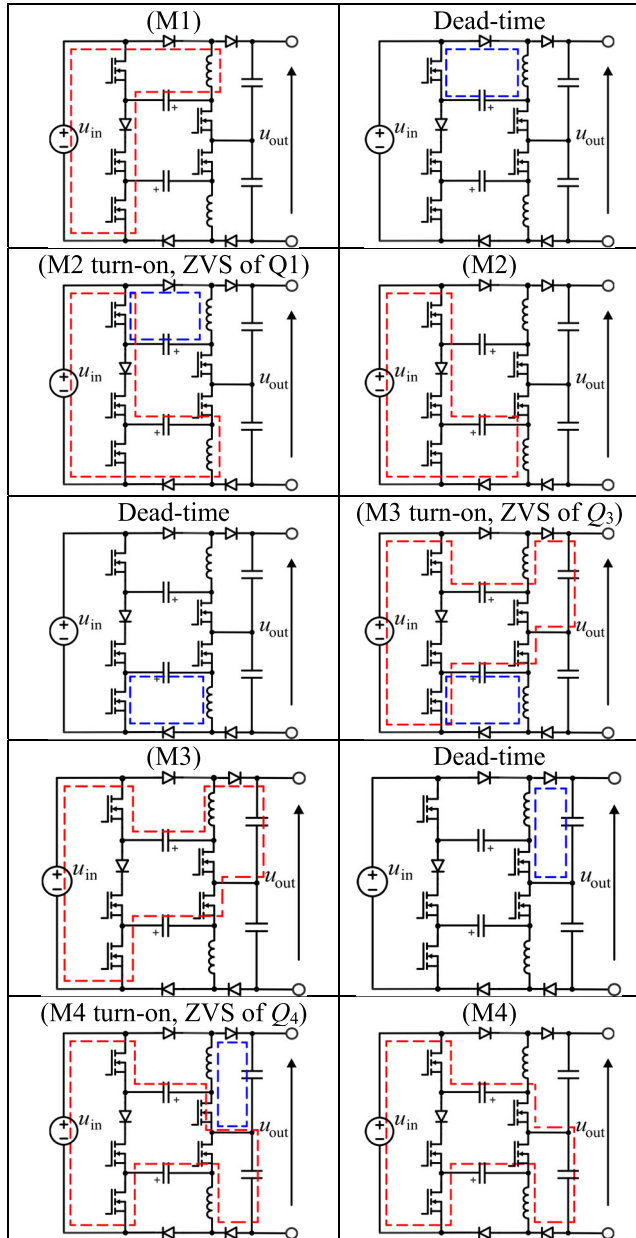 (M1)
Dead-time
+
−
u_in
+
+
u_out
+
−
u_in
+
+
u_out
(M2 turn-on, ZVS of Q1)
(M2)
+
−
u_in
+
+
u_out
+
−
u_in
+
+
u_out
Dead-time
(M3 turn-on, ZVS of Q₃)
+
−
u_in
+
+
u_out
+
−
u_in
+
+
u_out
(M3)
Dead-time
+
−
u_in
+
+
u_out
+
−
u_in
+
+
u_out
(M4 turn-on, ZVS of Q₄)
(M4)
+
−
u_in
+
+
u_out
+
−
u_in
+
+
u_out